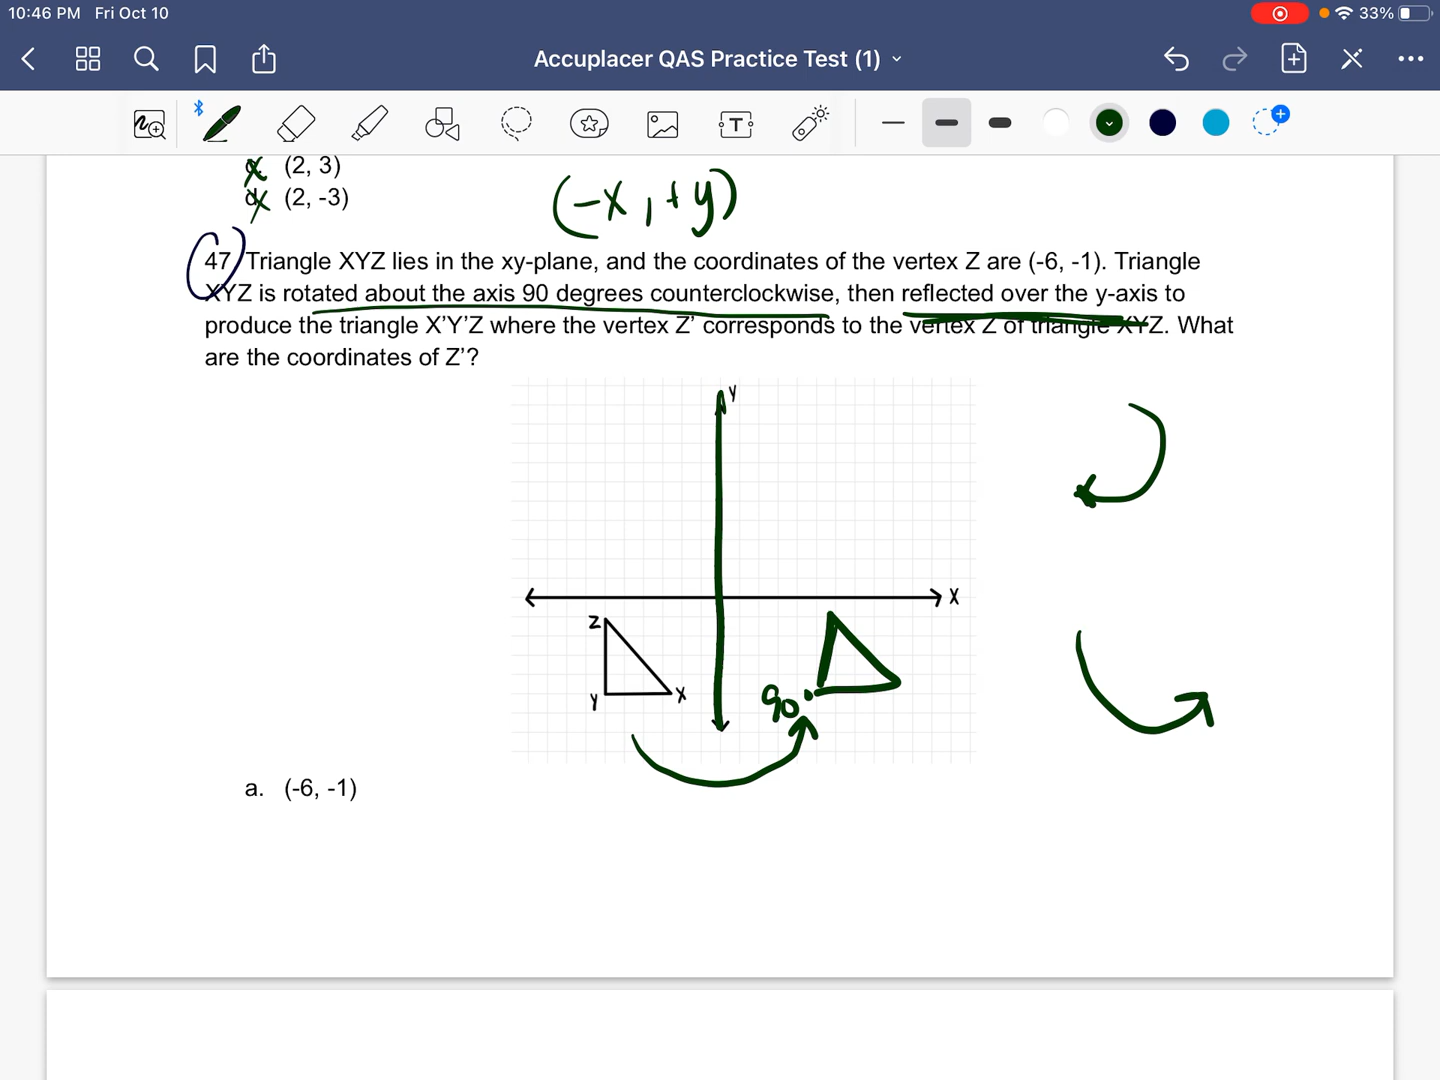 10:46 PM Fri Oct 10
33%
Accuplacer QAS Practice Test (1)
(2, 3)
(2, -3)
(-x, +y)
47. Triangle XYZ lies in the xy-plane, and the coordinates of the vertex Z are (-6, -1). Triangle
XYZ is rotated about the axis 90 degrees counterclockwise, then reflected over the y-axis to
produce the triangle X’Y’Z where the vertex Z’ corresponds to the vertex Z of triangle XYZ. What
are the coordinates of Z’?
Y
X
Z
Y
X
90°
a. (-6, -1)